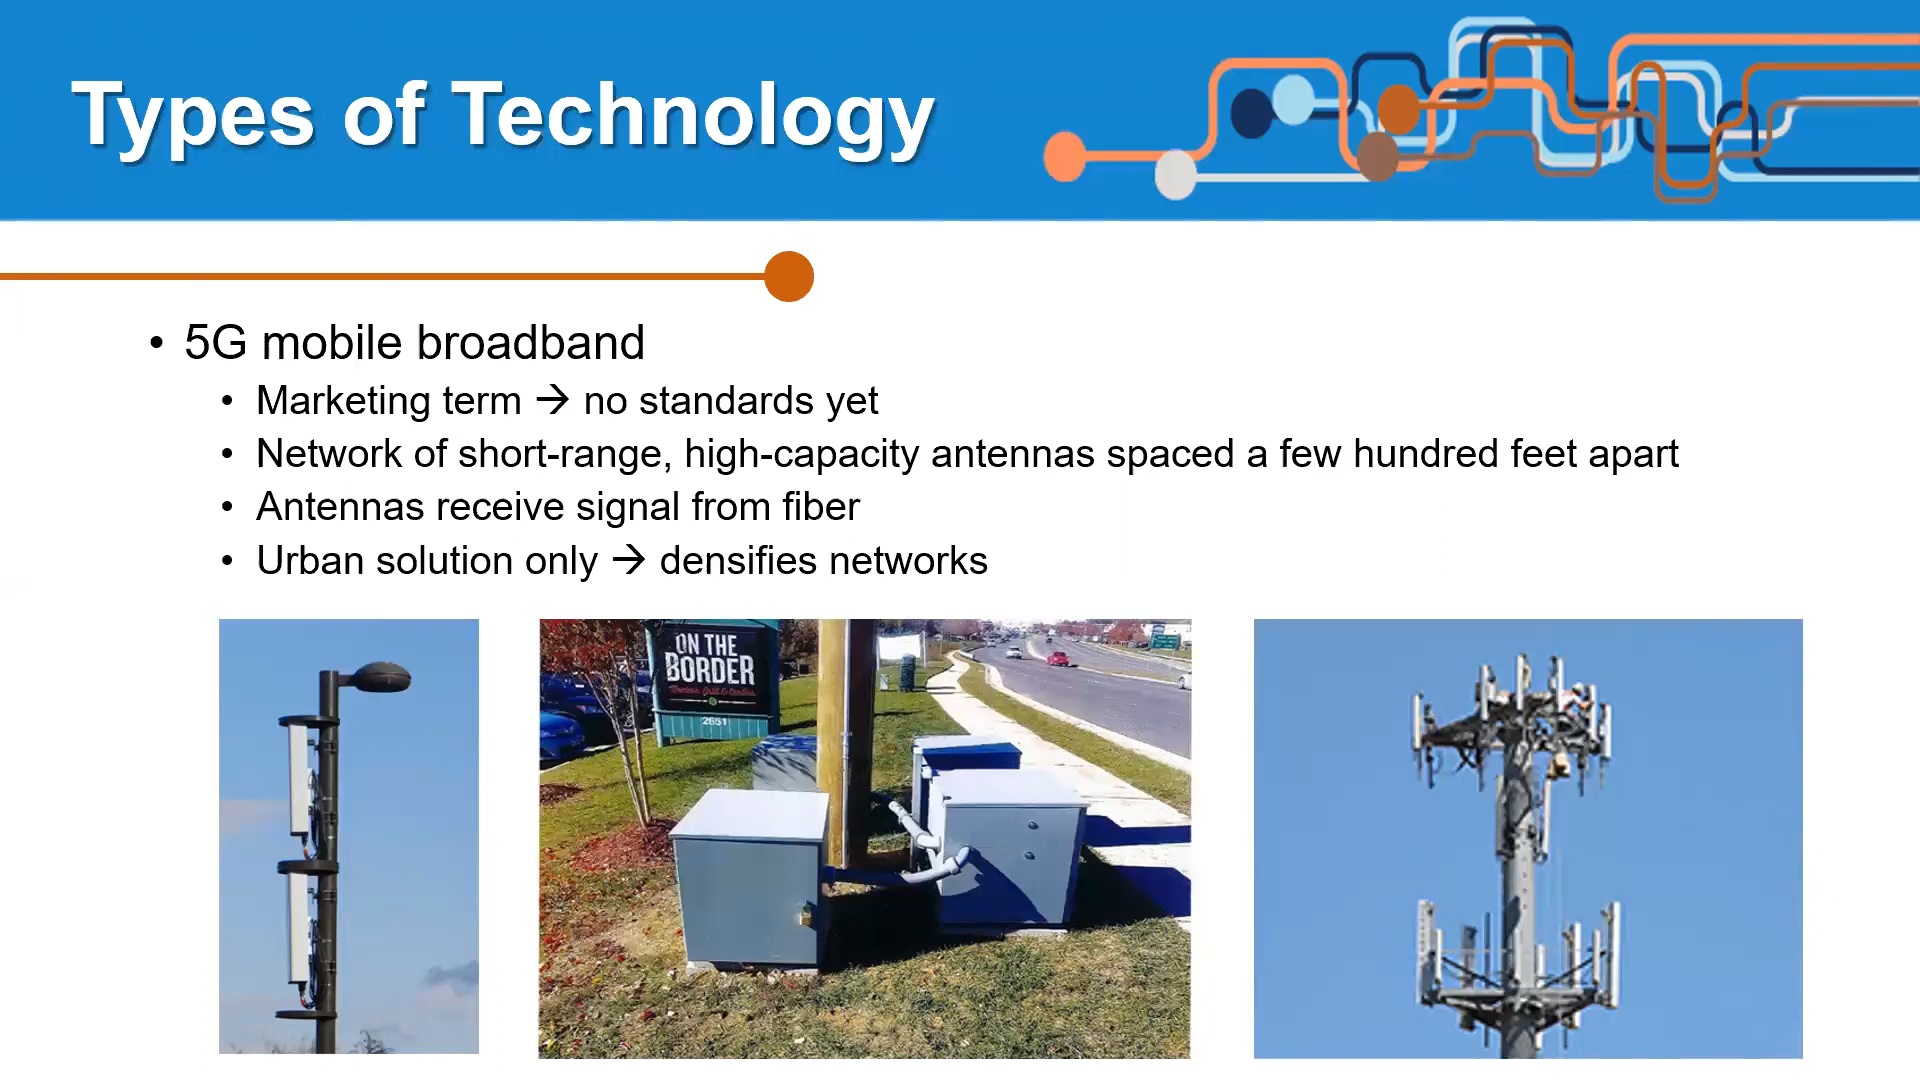 Types of Technology
• 5G mobile broadband
• Marketing term → no standards yet
• Network of short-range, high-capacity antennas spaced a few hundred feet apart
• Antennas receive signal from fiber
• Urban solution only → densifies networks
ON THE
BORDER
2651